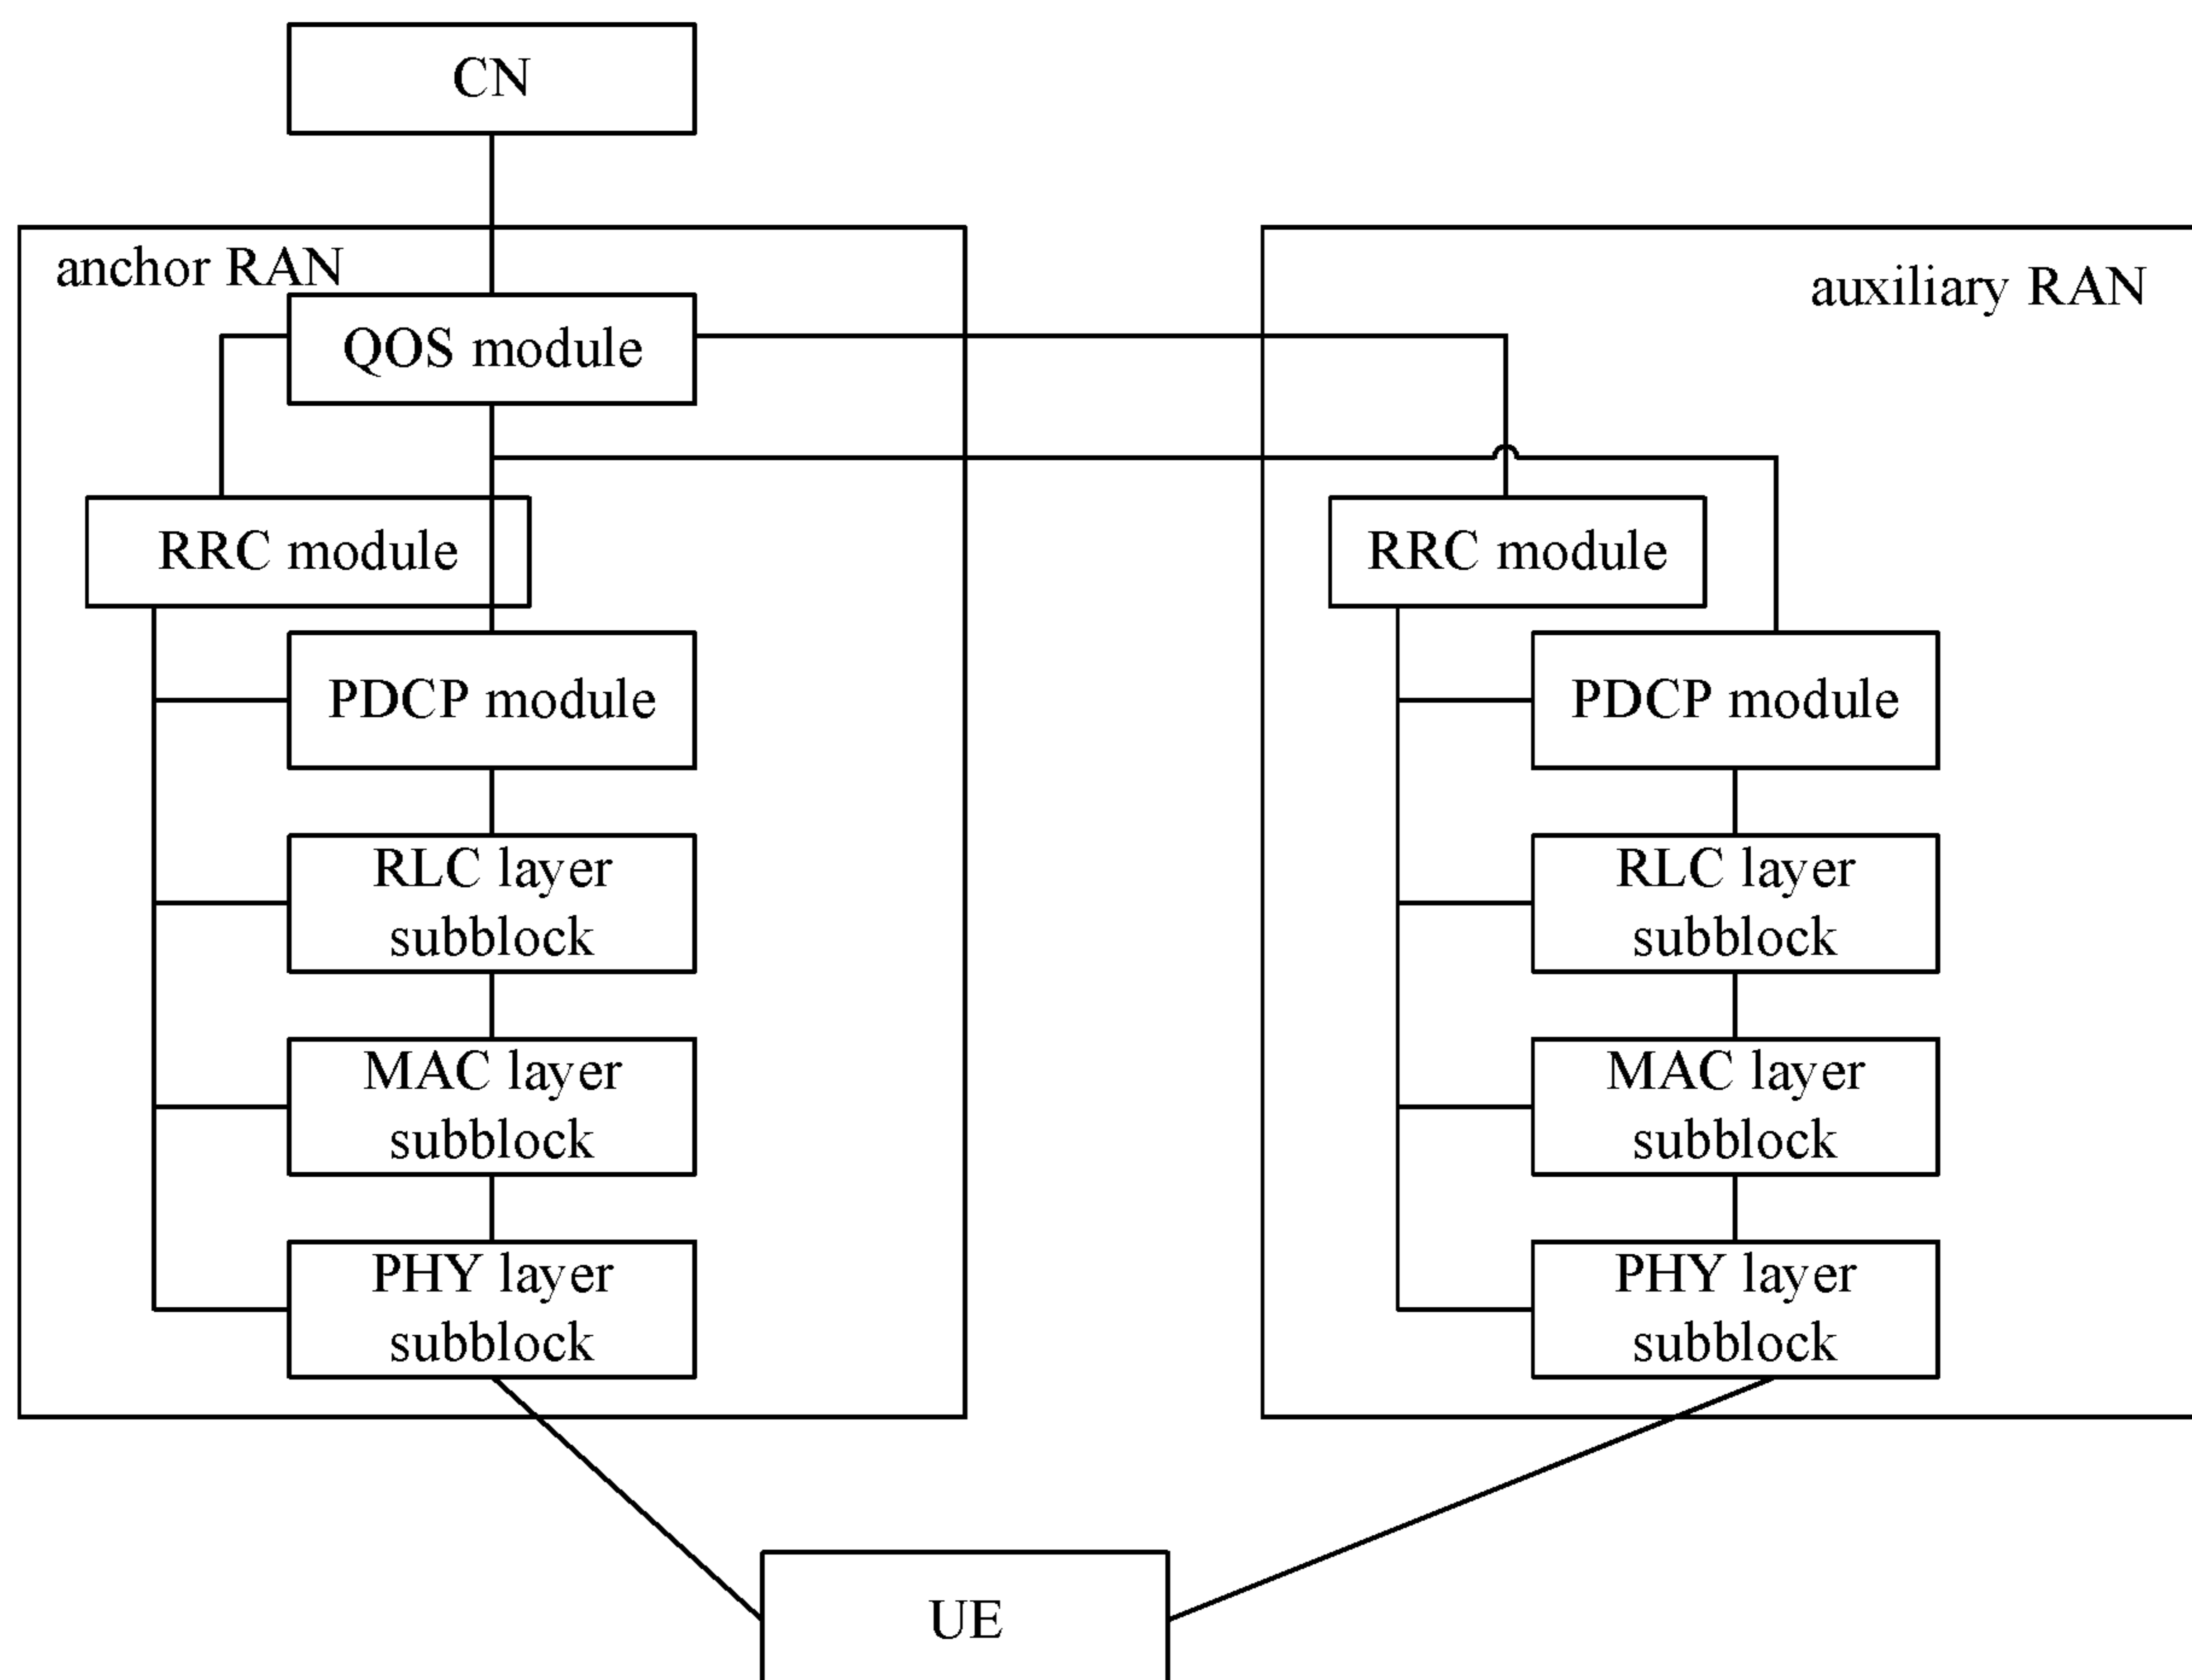 CN
anchor RAN
auxiliary RAN
QOS module
RRC module
RRC module
PDCP module
PDCP module
RLC layer
subblock
RLC layer
subblock
MAC layer
subblock
MAC layer
subblock
PHY layer
subblock
PHY layer
subblock
UE